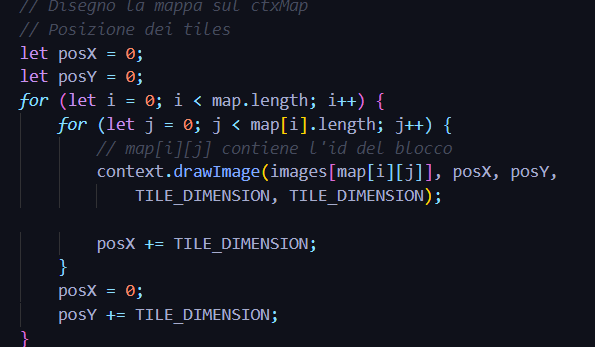 // Disegno la mappa sul ctxMap
// Posizione dei tiles
let posX = 0;
let posY = 0;
for (let i = 0; i < map.length; i++) {
for (let j = 0; j < map[i].length; j++) {
// map[i][j] contiene l'id del blocco
context.drawImage(images[map[i][j]], posX, posY,
TILE_DIMENSION, TILE_DIMENSION);
posX += TILE_DIMENSION;
}
posX = 0;
posY += TILE_DIMENSION;
}